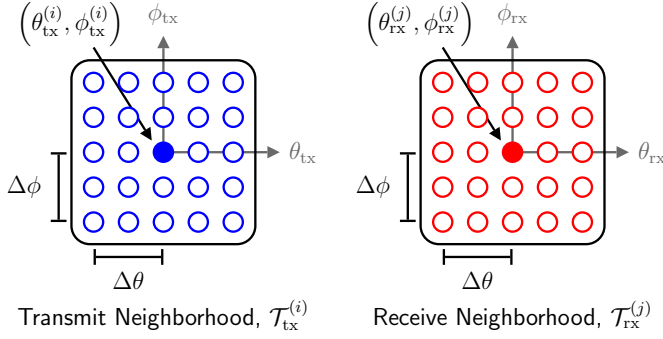 (θ_tx^(i), ϕ_tx^(i))
ϕ_tx
θ_tx
Δϕ
Δθ
Transmit Neighborhood, 𝒯_tx^(i)
(θ_rx^(j), ϕ_rx^(j))
ϕ_rx
θ_rx
Δϕ
Δθ
Receive Neighborhood, 𝒯_rx^(j)